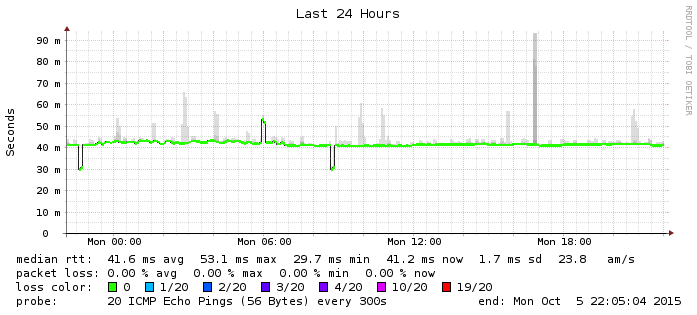 Last 24 Hours
RRDTOOL / TOBI OETIKER
Seconds
90 m
80 m
70 m
60 m
50 m
40 m
30 m
20 m
10 m
0
Mon 00:00 Mon 06:00 Mon 12:00 Mon 18:00
median rtt: 41.6 ms avg 53.1 ms max 29.7 ms min 41.2 ms now 1.7 ms sd 23.8 am/s
packet loss: 0.00 % avg 0.00 % max 0.00 % min 0.00 % now
loss color: 0 1/20 2/20 3/20 4/20 10/20 19/20
probe: 20 ICMP Echo Pings (56 Bytes) every 300s end: Mon Oct 5 22:05:04 2015